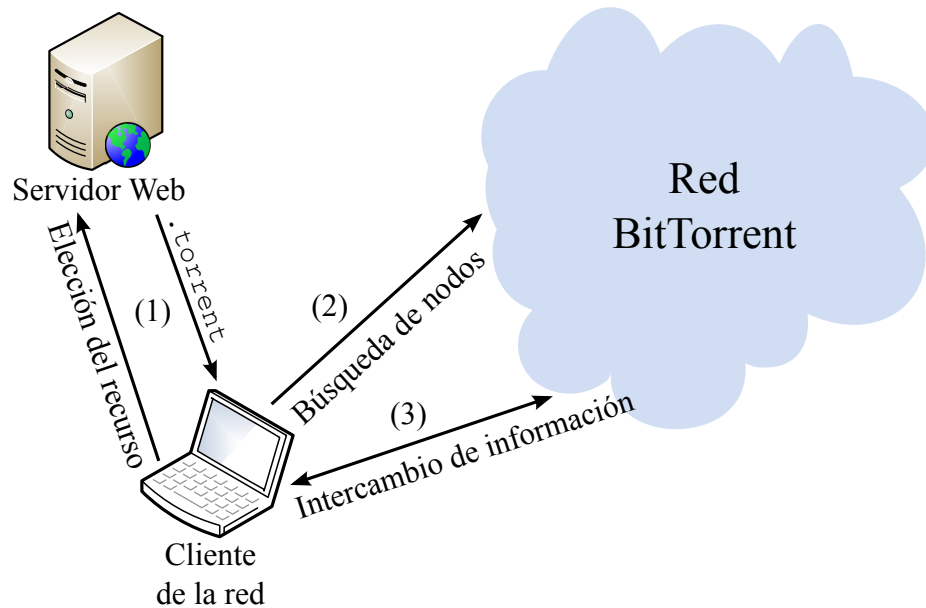 Servidor Web
Elección del recurso
(1)
.torrent
(2)
Búsqueda de nodos
Red
BitTorrent
(3)
Intercambio de información
Cliente
de la red